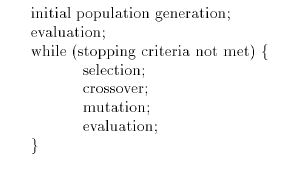 initial population generation;
evaluation;
while (stopping criteria not met) {
selection;
crossover;
mutation;
evaluation;
}